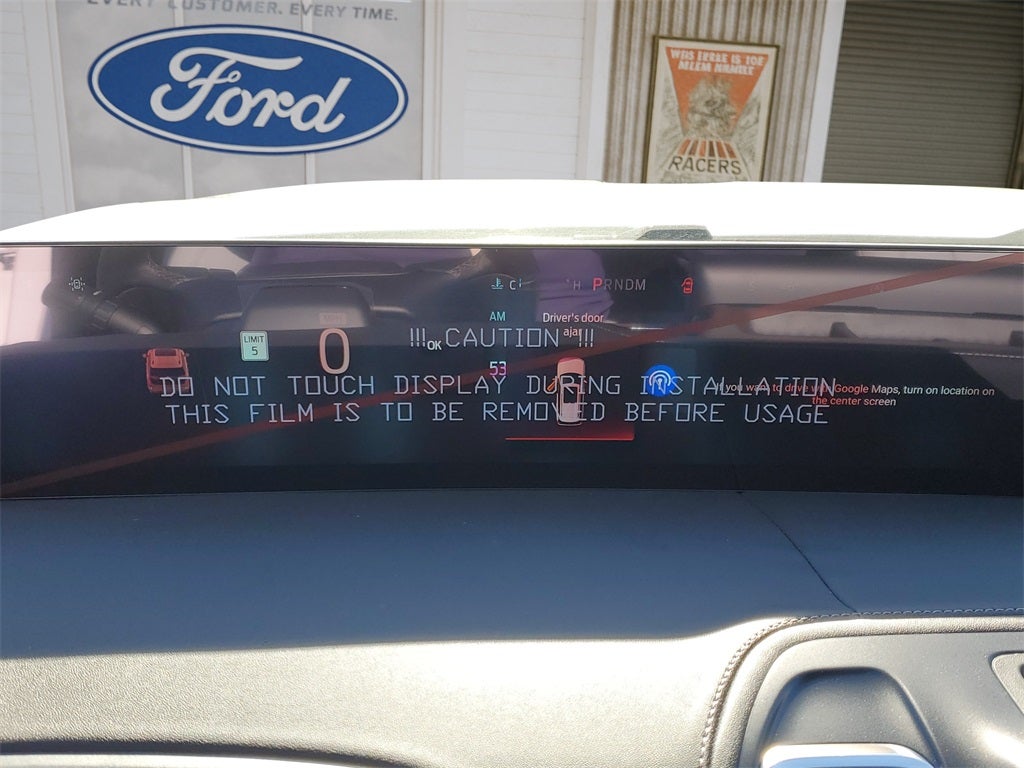 EVERY CUSTOMER. EVERY TIME.
Ford
RACERS
C H PRNDM
AM
Driver's door
ajar
LIMIT
5
0
!!! CAUTION !!!
OK
53
DO NOT TOUCH DISPLAY DURING INSTALLATION
THIS FILM IS TO BE REMOVED BEFORE USAGE
If you want to drive with Google Maps, turn on location on
the center screen